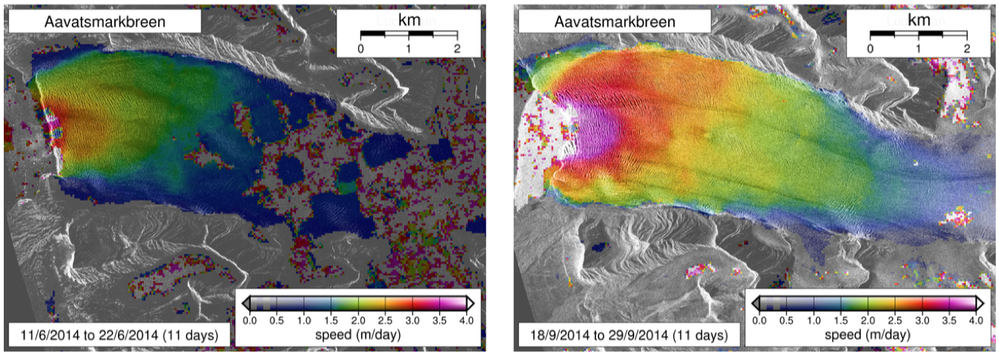 Aavatsmarkbreen
km
0 1 2
0.0 0.5 1.0 1.5 2.0 2.5 3.0 3.5 4.0
speed (m/day)
11/6/2014 to 22/6/2014 (11 days)
Aavatsmarkbreen
km
0 1 2
0.0 0.5 1.0 1.5 2.0 2.5 3.0 3.5 4.0
speed (m/day)
18/9/2014 to 29/9/2014 (11 days)